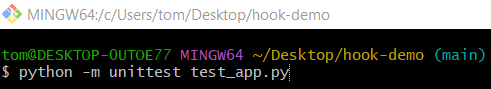 MINGW64:/c/Users/tom/Desktop/hook-demo
tom@DESKTOP-OUTOE77 MINGW64 ~/Desktop/hook-demo (main)
$ python -m unittest test_app.py